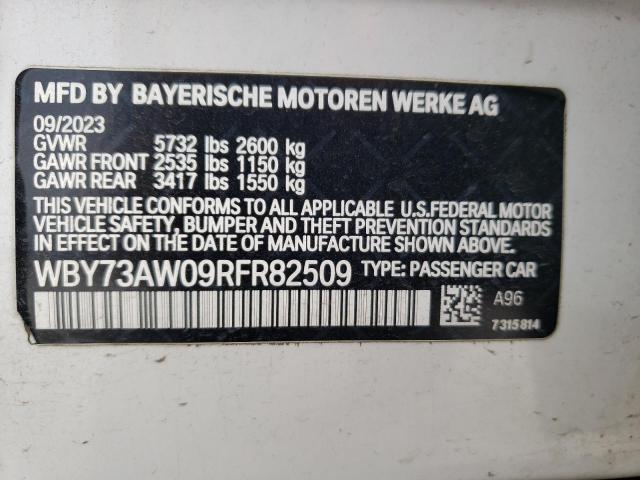 MFD BY BAYERISCHE MOTOREN WERKE AG
09/2023
GVWR 5732 lbs 2600 kg
GAWR FRONT 2535 lbs 1150 kg
GAWR REAR 3417 lbs 1550 kg
THIS VEHICLE CONFORMS TO ALL APPLICABLE U.S.FEDERAL MOTOR
VEHICLE SAFETY, BUMPER AND THEFT PREVENTION STANDARDS
IN EFFECT ON THE DATE OF MANUFACTURE SHOWN ABOVE.
WBY73AW09RFR82509 TYPE: PASSENGER CAR
A96
7315814